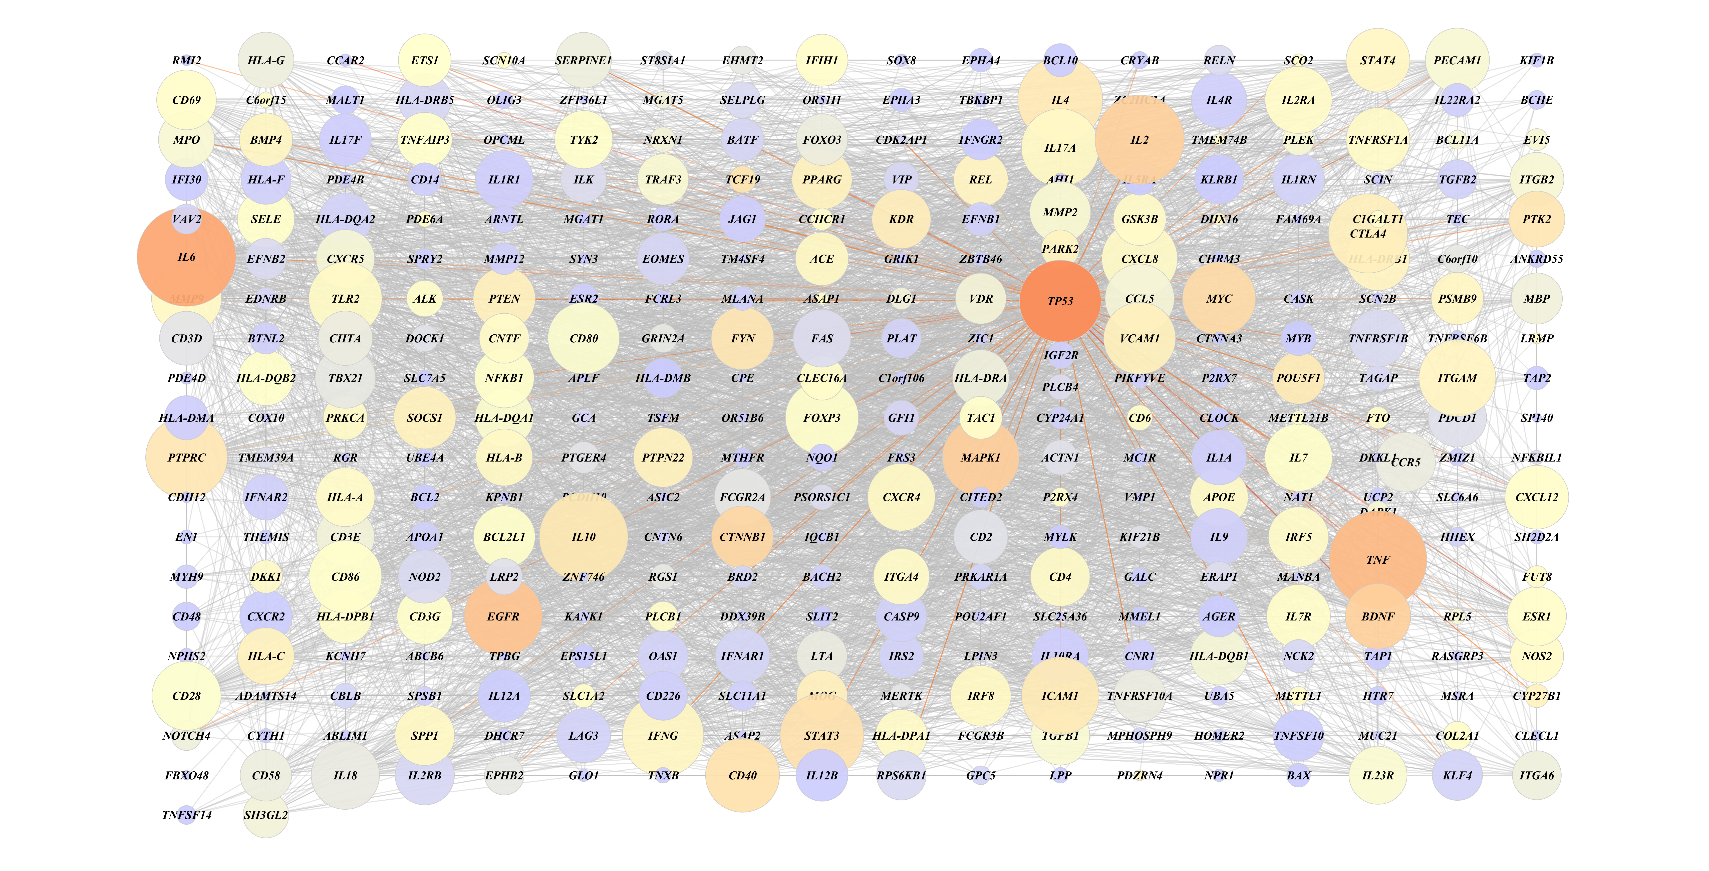 RMI2 HLA-G CCAR2 ETS1 SCN10A SERPINE1 ST8SIA1 EHMT2 IFIH1 SOX8 EPHA4 BCL10 CRYAB RELN SCO2 STAT4 PECAM1 KIF1B
CD69 C6orf15 MALT1 HLA-DRB5 OLIG3 ZFP36L1 MGAT5 SELPLG OR51I1 EPHA3 TBKBP1 IL4 IL4R IL2RA IL22RA2 BCHE
MPO BMP4 IL17F TNFAIP3 OPCML TYK2 NRXN1 BATF FOXO3 CDK2AP1 IFNGR2 IL17A IL2 TMEM74B PLEK TNFRSF1A BCL11A EVI5
IFI30 HLA-F PDE4B CD14 IL1R1 ILK TRAF3 TCF19 PPARG VIP REL AHI1 KLRB1 IL1RN SCIN TGFB2 ITGB2
VAV2 SELE HLA-DQA2 PDE6A ARNTL MGAT1 RORA JAG1 CCHCR1 KDR EFNB1 MMP2 GSK3B DHX16 FAM69A C1GALT1 TEC PTK2
CTLA4
PARK2
IL6 EFNB2 CXCR5 SPRY2 MMP12 SYN3 EOMES TM4SF4 ACE GRIK1 ZBTB46 CXCL8 CHRM3 HLA-DRB1 C6orf10 ANKRD55
MMP9 EDNRB TLR2 ALK PTEN ESR2 FCRL3 MLANA ASAP1 DLG1 VDR TP53 CCL5 MYC CASK SCN2B PSMB9 MBP
CD3D BTNL2 CIITA DOCK1 CNTF CD80 GRIN2A FYN FAS PLAT ZIC1 VCAM1 CTNNA3 MYB TNFRSF1B TNFRSF6B LRMP
IGF2R
PDE4D HLA-DQB2 TBX21 SLC7A5 NFKB1 APLF HLA-DMB CPE CLEC16A C1orf106 HLA-DRA PLCB4 PIKFYVE P2RX7 POU5F1 TAGAP ITGAM TAP2
HLA-DMA COX10 PRKCA SOCS1 HLA-DQA1 GCA TSFM OR51B6 FOXP3 GFI1 TAC1 CYP24A1 CD6 CLOCK METTL21B FTO PDCD1 SP140
PTPRC TMEM39A RGR UBE4A HLA-B PTGER4 PTPN22 MTHFR NQO1 FRS3 MAPK1 ACTN1 MC1R IL1A IL7 DKKL1 CCR5 ZMIZ1 NFKBIL1
CDH12 IFNAR2 HLA-A BCL2 KPNB1 ASIC2 FCGR2A PSORS1C1 CXCR4 CITED2 P2RX4 VMP1 APOE NAT1 UCP2 SLC6A6 CXCL12
EN1 THEMIS CD3E APOA1 BCL2L1 IL10 CNTN6 CTNNB1 IQCB1 CD2 MYLK KIF21B IL9 IRF5 HHEX SH2D2A
TNF
MYH9 DKK1 CD86 NOD2 LRP2 ZNF746 RGS1 BRD2 BACH2 ITGA4 PRKAR1A CD4 GALC ERAP1 MANBA FUT8
CD48 CXCR2 HLA-DPB1 CD3G EGFR KANK1 PLCB1 DDX39B SLIT2 CASP9 POU2AF1 SLC25A36 MMEL1 AGER IL7R BDNF RPL5 ESR1
NPHS2 HLA-C KCNH7 ABCB6 TPBG EPS15L1 OAS1 IFNAR1 LTA IRS2 LPIN3 IL10RA CNR1 HLA-DQB1 NCK2 TAP1 RASGRP3 NOS2
CD28 ADAMTS14 CBLB SPSB1 IL12A SLC1A2 CD226 SLC11A1 MOG MERTK IRF8 ICAM1 TNFRSF10A UBA5 METTL1 HTR7 MSRA CYP27B1
NOTCH4 CYTH1 ABLIM1 SPP1 DHCR7 LAG3 IFNG ASAP2 STAT3 HLA-DPA1 FCGR3B TGFB1 MPHOSPH9 HOMER2 TNFSF10 MUC21 COL2A1 CLECL1
FBXO48 CD58 IL18 IL2RB EPHB2 GLO1 TNXB CD40 IL12B RPS6KB1 GPC5 LPP PDZRN4 NPR1 BAX IL23R KLF4 ITGA6
TNFSF14 SH3GL2